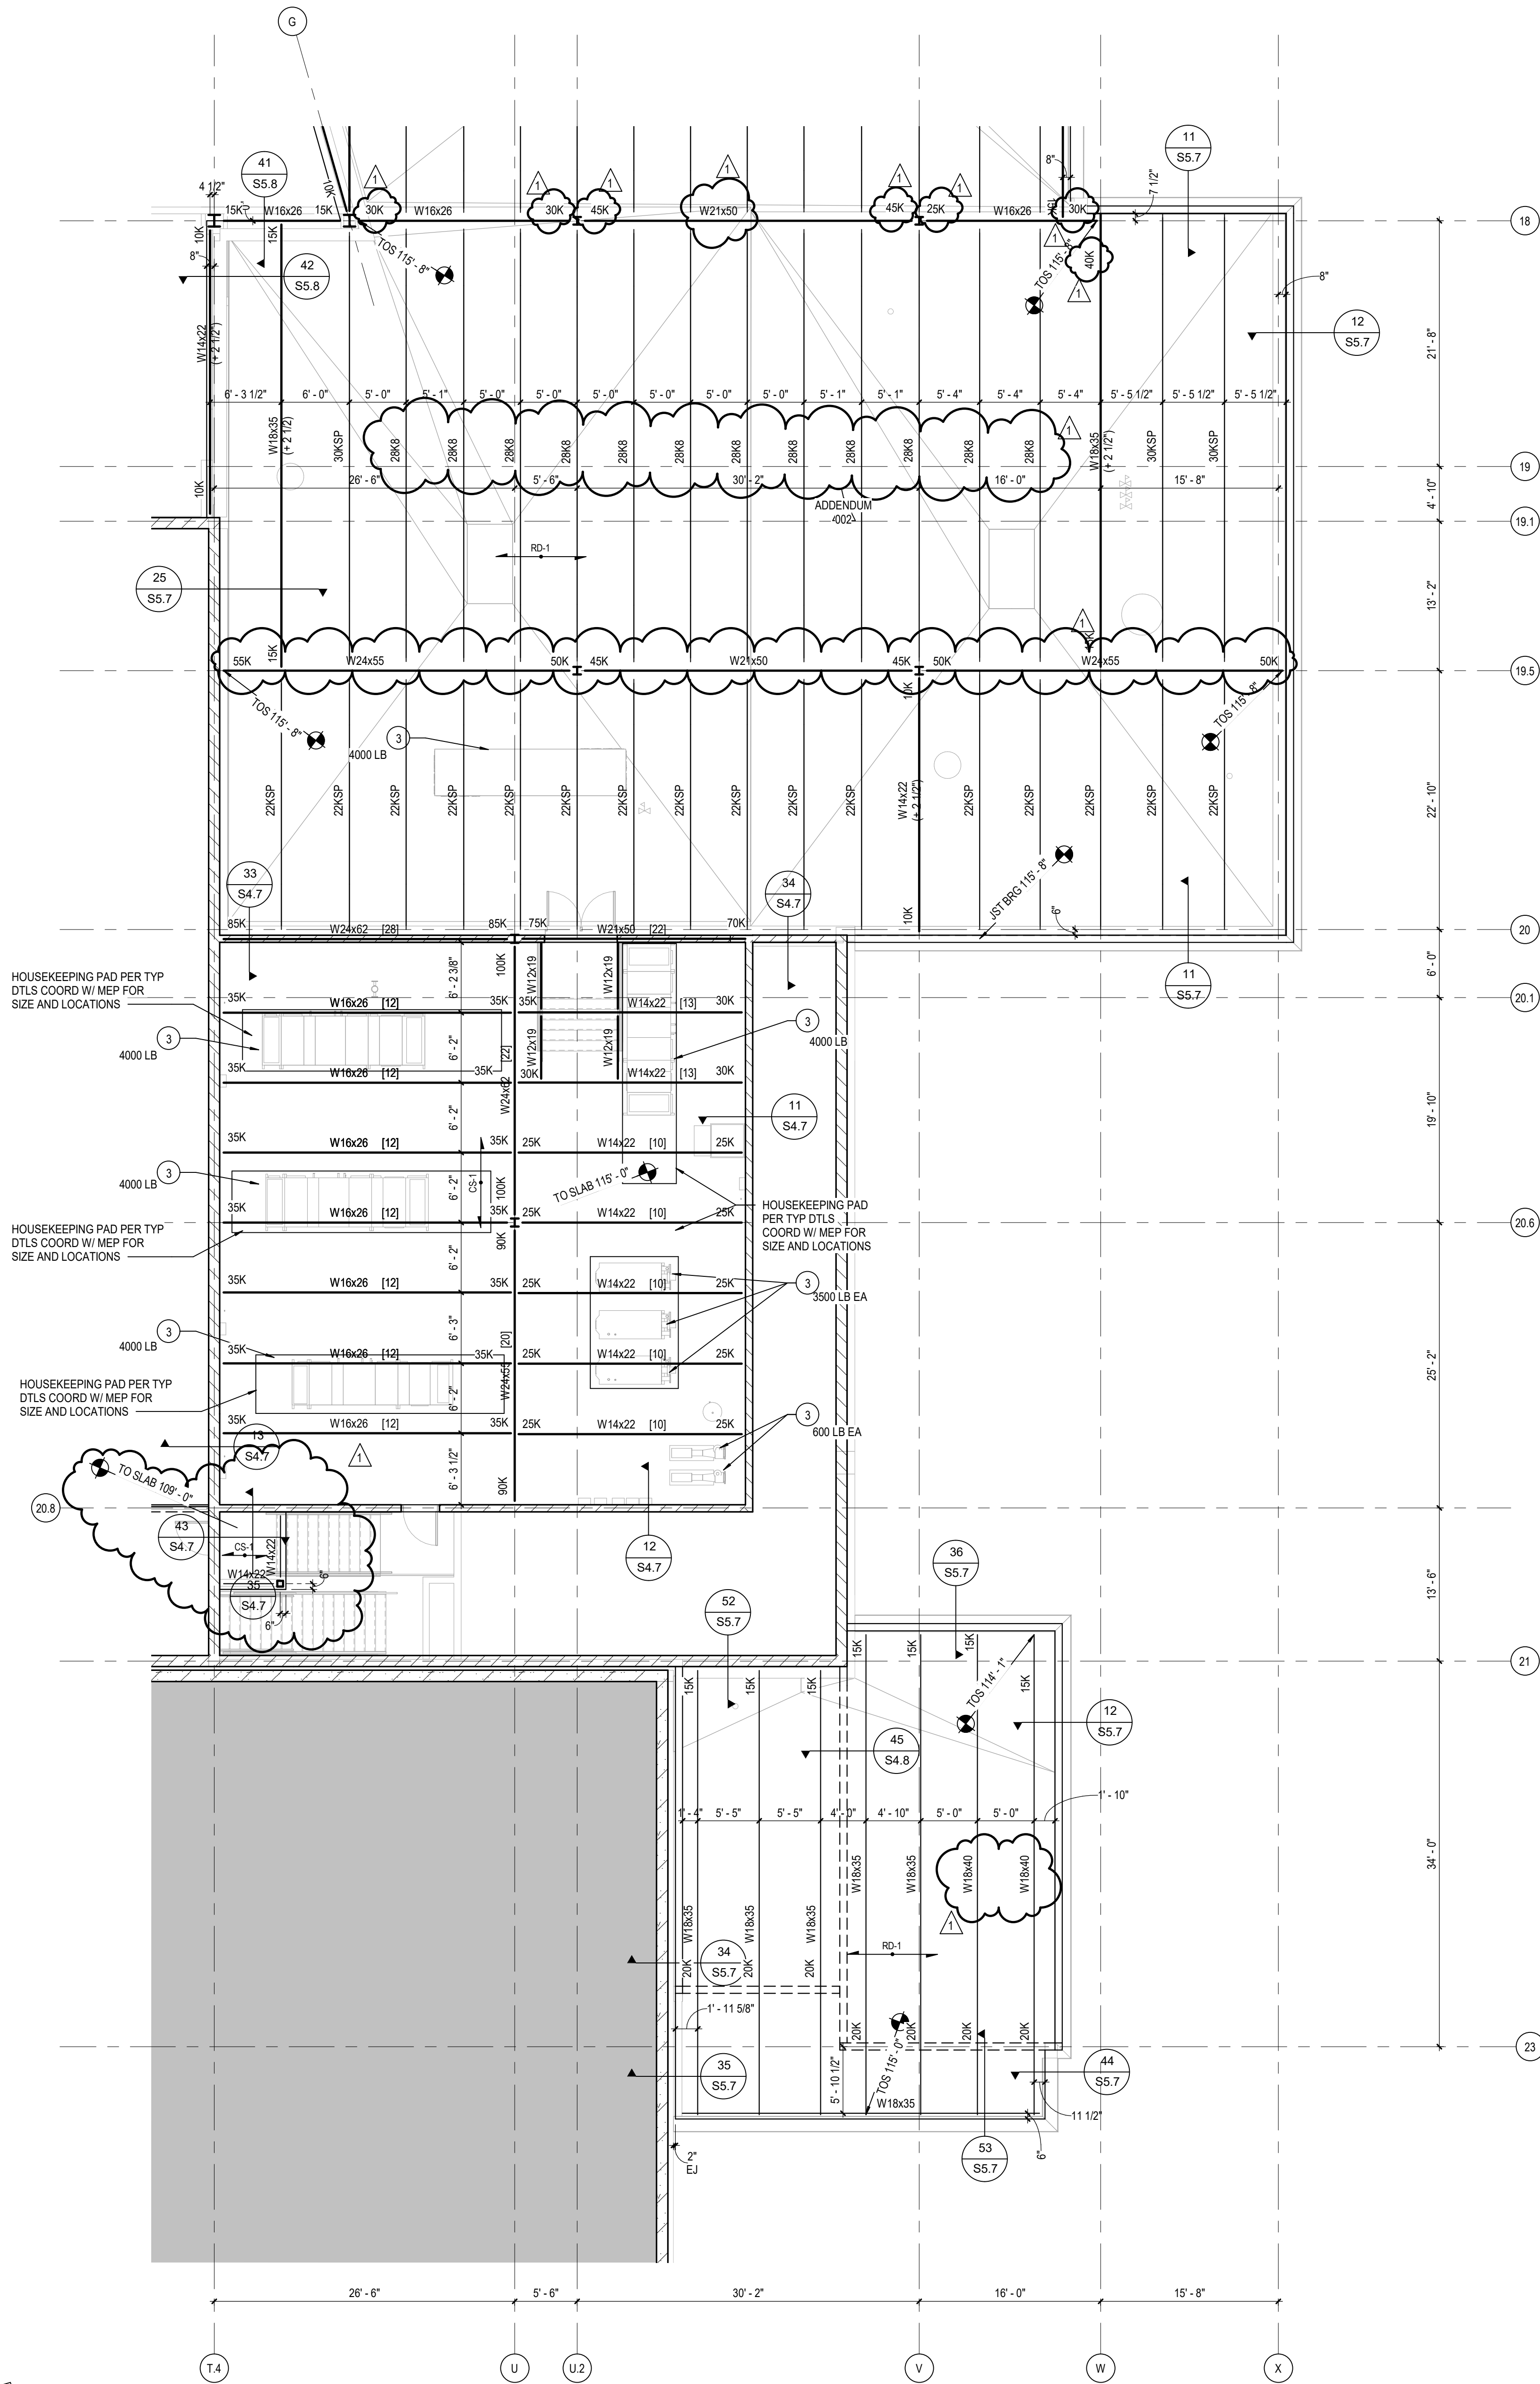 G
41
S5.8
11
S5.7
4 1/2"
10K
8"
7 1/2"
1
1
1
1
1
15K
0"
W16x26
15K
30K
W16x26
30K
45K
W21x50
45K
25K
W16x26
30K
18
10K
15K
1
8"
42
S5.8
TOS 115' - 8"
TOS 115' - 8"
40K
1
8"
12
S5.7
W14x22
(+ 2 1/2")
21' - 8"
6' - 3 1/2"
6' - 0"
5' - 0"
5' - 1"
5' - 0"
5' - 0"
5' - 0"
5' - 0"
5' - 0"
5' - 0"
5' - 1"
5' - 1"
5' - 4"
5' - 4"
5' - 4"
5' - 5 1/2"
5' - 5 1/2"
5' - 5 1/2"
1
W18x35
(+ 2 1/2)
30KSP
28K8
28K8
28K8
28K8
28K8
28K8
28K8
28K8
28K8
28K8
28K8
28K8
W18x35
(+ 2 1/2")
30KSP
30KSP
19
10K
26' - 6"
5' - 6"
30' - 2"
16' - 0"
15' - 8"
4' - 10"
ADDENDUM
002
19.1
RD-1
25
S5.7
13' - 2"
1
15K
55K
W24x55
50K
45K
W21x50
45K
50K
W24x55
50K
19.5
10K
TOS 115' - 8"
TOS 115' - 8"
3
4000 LB
22KSP
22KSP
22KSP
22KSP
22KSP
22KSP
22KSP
22KSP
22KSP
22KSP
22KSP
W14x22
(+ 2 1/2")
22KSP
22KSP
22KSP
22KSP
22KSP
22' - 10"
JST BRG 115' - 8"
33
S4.7
34
S4.7
6"
10K
85K
W24x62 [28]
85K
75K
W21x50 [22]
70K
20
HOUSEKEEPING PAD PER TYP
DTLS COORD W/ MEP FOR
SIZE AND LOCATIONS
6' - 2 3/8"
100K
W12x19
W12x19
11
S5.7
6' - 0"
35K
W16x26 [12]
35K
35K
W14x22 [13]
30K
20.1
3
4000 LB
6' - 2"
[22]
W24x62
W12x19
W12x19
3
4000 LB
35K
W16x26 [12]
35K
30K
W14x22 [13]
30K
6' - 2"
11
S4.7
19' - 10"
35K
W16x26 [12]
35K
25K
W14x22 [10]
25K
3
4000 LB
6' - 2"
CS-1
100K
TO SLAB 115' - 0"
HOUSEKEEPING PAD
PER TYP DTLS
COORD W/ MEP FOR
SIZE AND LOCATIONS
35K
W16x26 [12]
35K
25K
W14x22 [10]
25K
20.6
HOUSEKEEPING PAD PER TYP
DTLS COORD W/ MEP FOR
SIZE AND LOCATIONS
6' - 2"
90K
35K
W16x26 [12]
35K
25K
W14x22 [10]
25K
3
3500 LB EA
3
4000 LB
6' - 3"
[20]
W24x55
35K
W16x26 [12]
35K
25K
W14x22 [10]
25K
25' - 2"
HOUSEKEEPING PAD PER TYP
DTLS COORD W/ MEP FOR
SIZE AND LOCATIONS
6' - 2"
35K
W16x26 [12]
35K
25K
W14x22 [10]
25K
3
600 LB EA
13
S4.7
1
6' - 3 1/2"
90K
TO SLAB 109' - 0"
20.8
43
S4.7
CS-1
W14x22
W14x22
6"
35
S4.7
6"
12
S4.7
36
S5.7
13' - 6"
52
S5.7
15K
15K
15K
21
15K
15K
15K
TOS 114' - 1"
12
S5.7
45
S4.8
1' - 10"
1' - 4"
5' - 5"
5' - 5"
4' - 0"
4' - 10"
5' - 0"
5' - 0"
34' - 0"
W18x35
W18x35
W18x40
W18x40
1
W18x35
W18x35
W18x35
34
S5.7
RD-1
20K
20K
20K
1' - 11 5/8"
20K
20K
20K
20K
23
TOS 115' - 0"
35
S5.7
5' - 10 1/2"
44
S5.7
W18x35
11 1/2"
6"
2"
EJ
53
S5.7
26' - 6"
5' - 6"
30' - 2"
16' - 0"
15' - 8"
T.4
U
U.2
V
W
X